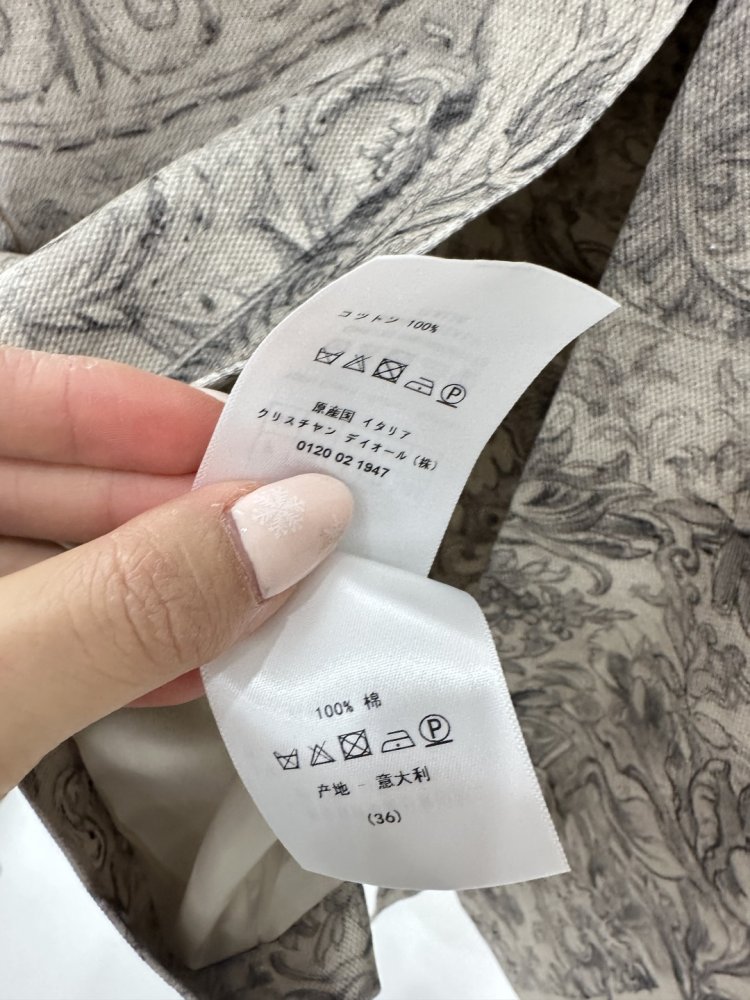 コットン 100%
P
原産国 イタリア
クリスチャン デイオール (株)
0120 02 1947
100% 棉
P
产地 - 意大利
(36)